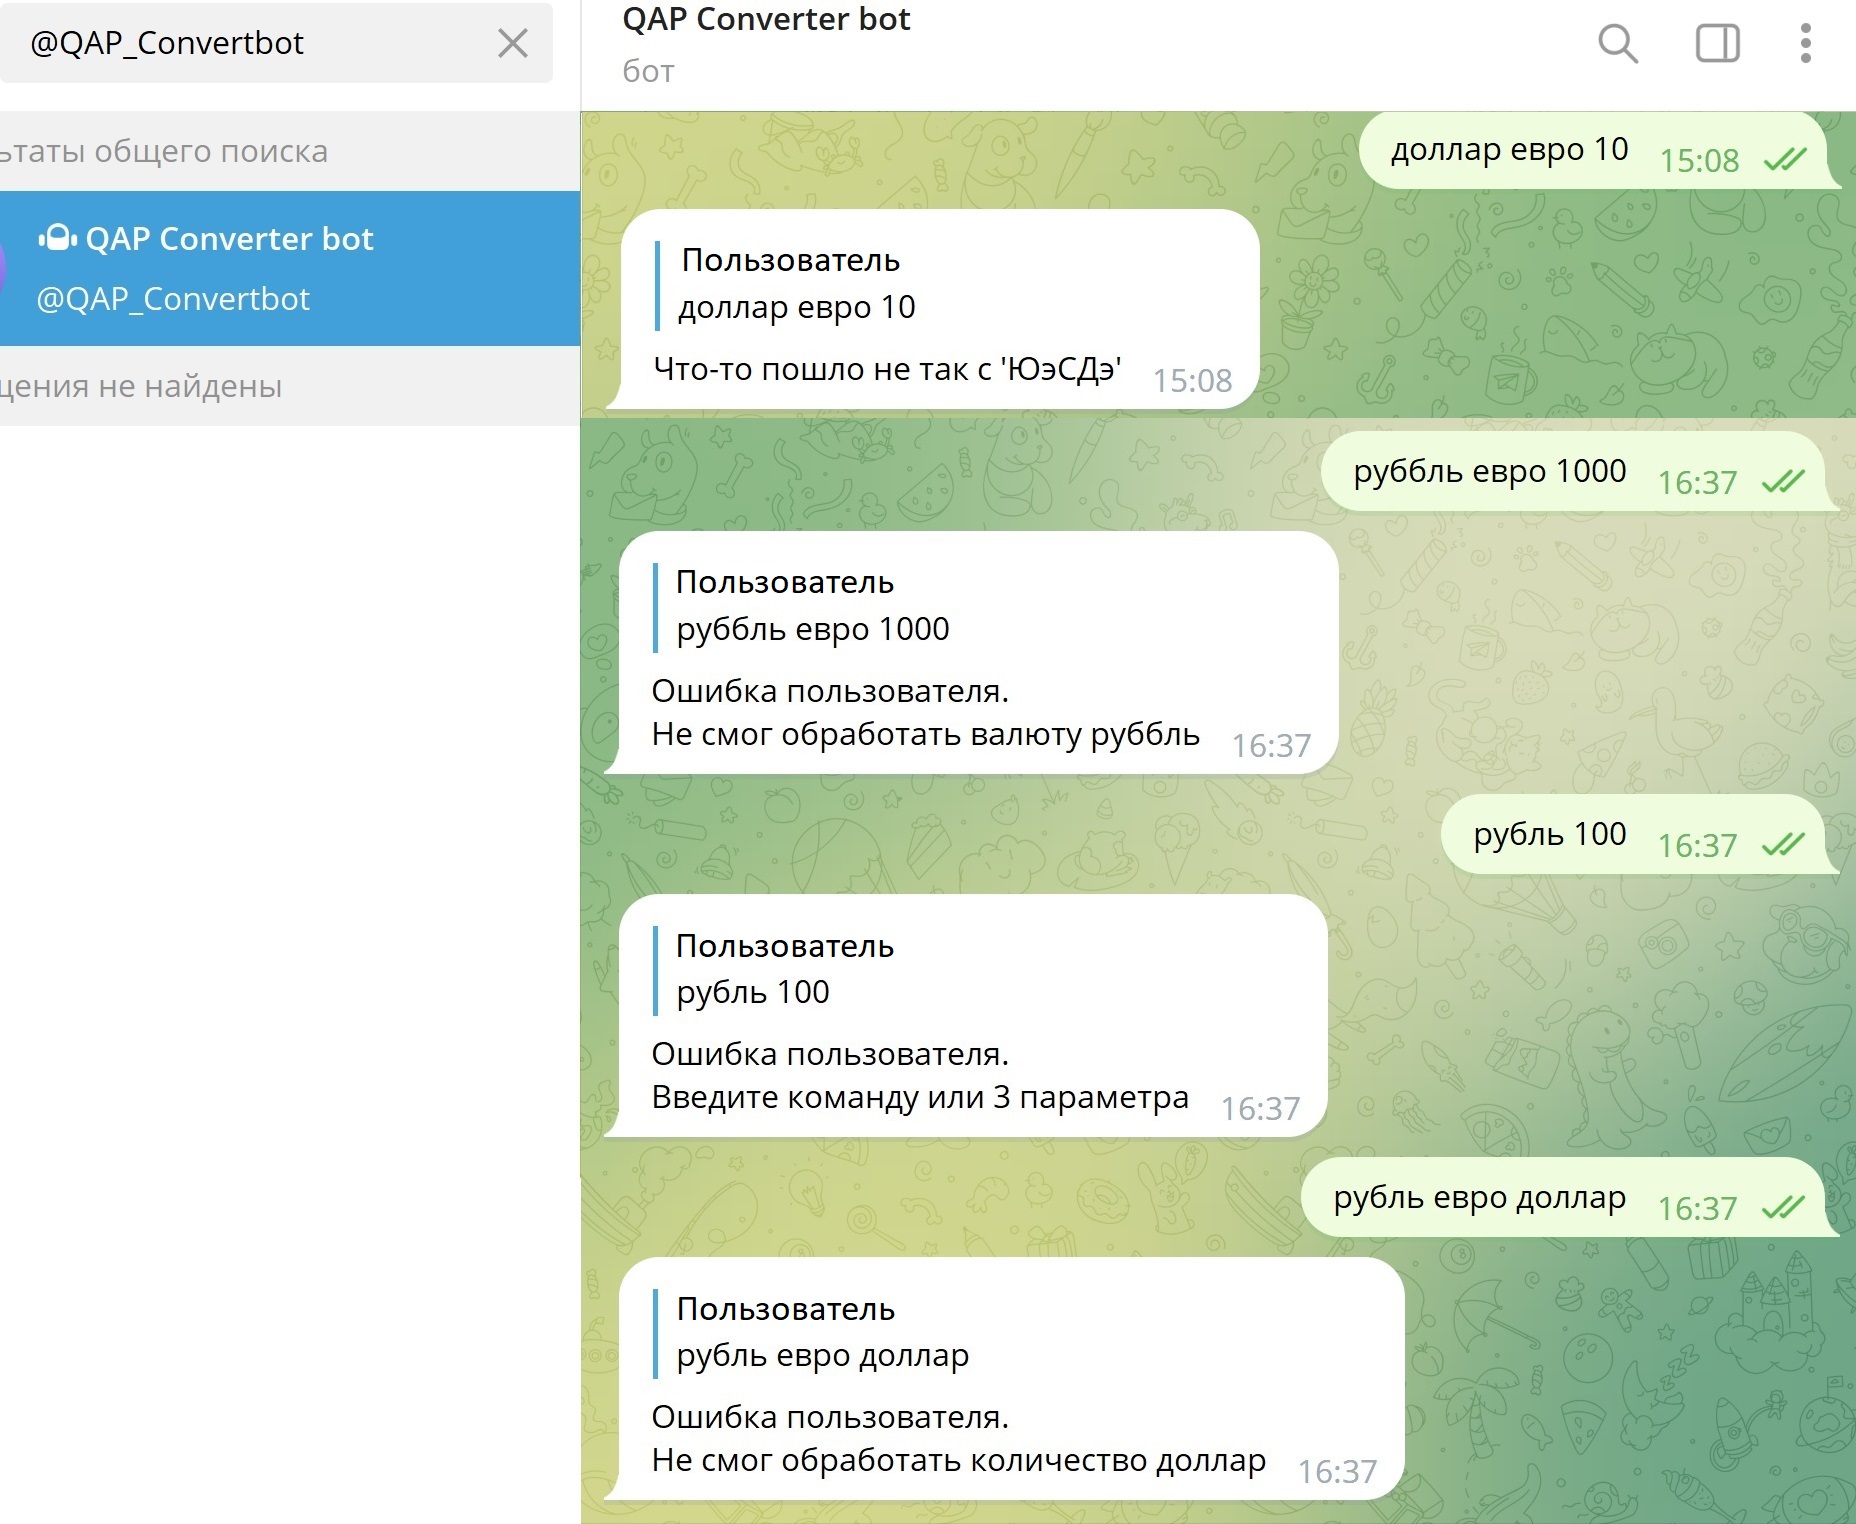 @QAP_Convertbot
ьтаты общего поиска
QAP Converter bot
@QAP_Convertbot
щения не найдены
QAP Converter bot
бот
доллар евро 10 15:08
Пользователь
доллар евро 10
Что-то пошло не так с 'ЮэСДэ' 15:08
руббль евро 1000 16:37
Пользователь
руббль евро 1000
Ошибка пользователя.
Не смог обработать валюту руббль 16:37
рубль 100 16:37
Пользователь
рубль 100
Ошибка пользователя.
Введите команду или 3 параметра 16:37
рубль евро доллар 16:37
Пользователь
рубль евро доллар
Ошибка пользователя.
Не смог обработать количество доллар 16:37